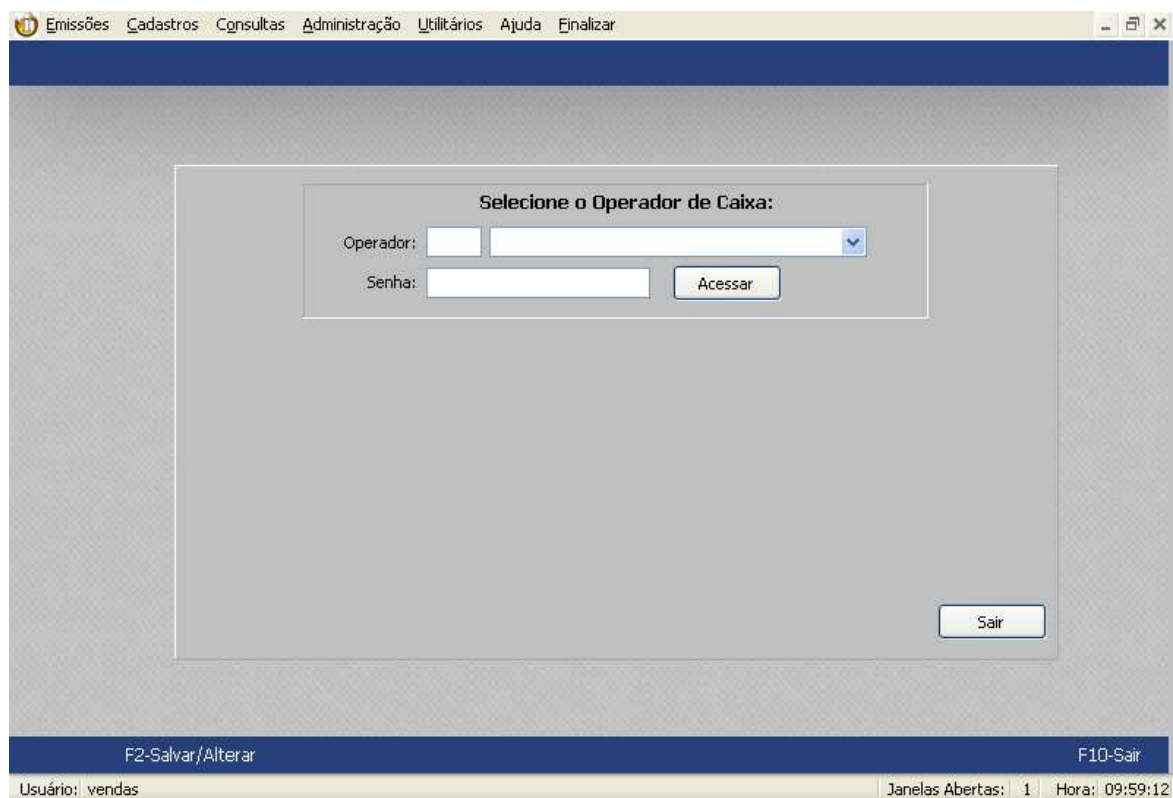 Emissões Cadastros Consultas Administração Utilitários Ajuda Finalizar
Selecione o Operador de Caixa:
Operador:
Senha: Acessar
Sair
F2-Salvar/Alterar F10-Sair
Usuário: vendas Janelas Abertas: 1 Hora: 09:59:12